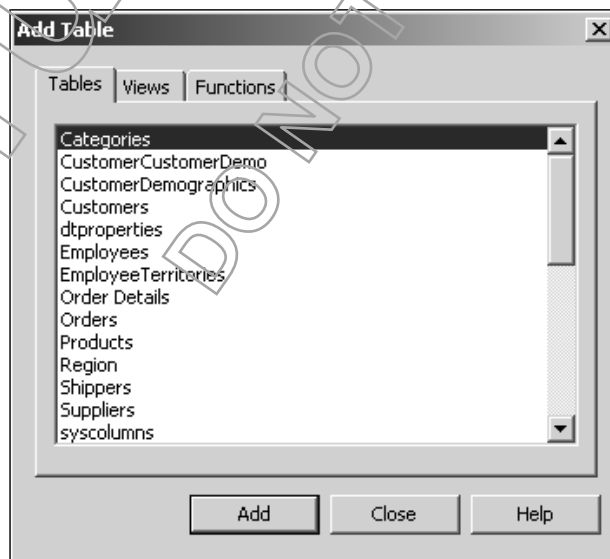 Add Table
Tables Views Functions
Categories
CustomerCustomerDemo
CustomerDemographics
Customers
dtproperties
Employees
EmployeeTerritories
Order Details
Orders
Products
Region
Shippers
Suppliers
syscolumns
Add Close Help
DO NOT